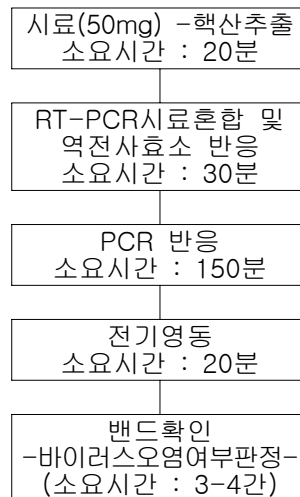 시료(50mg) -핵산추출
소요시간 : 20분
RT-PCR시료혼합 및
역전사효소 반응
소요시간 : 30분
PCR 반응
소요시간 : 150분
전기영동
소요시간 : 20분
밴드확인
-바이러스오염여부판정-
(소요시간 : 3-4간)